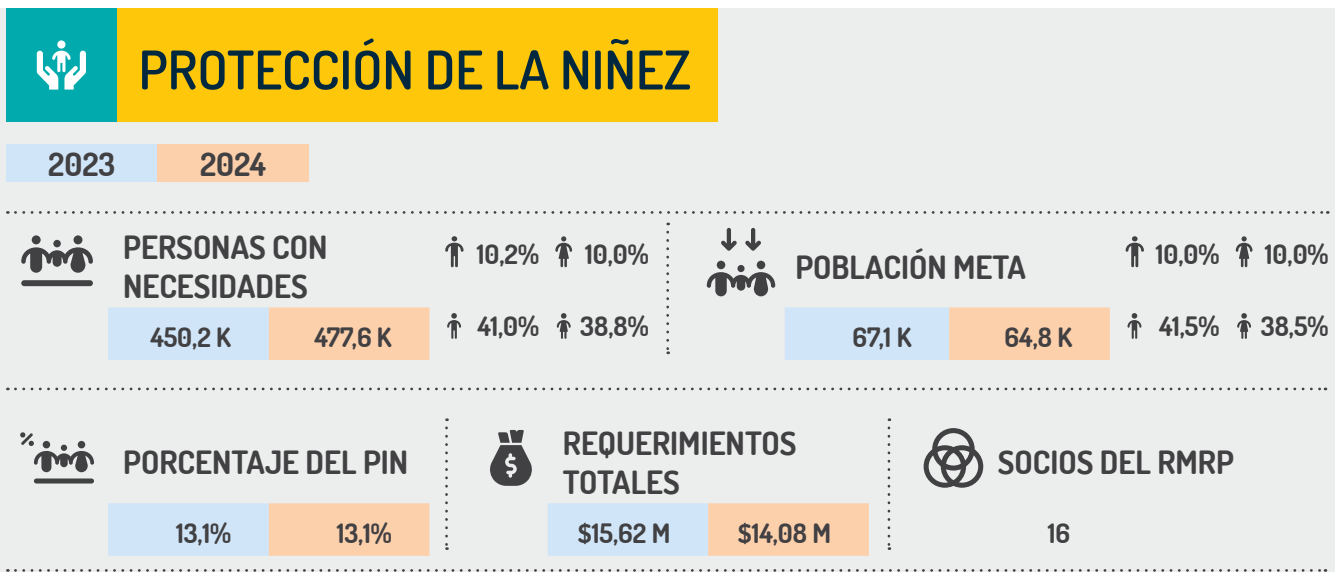 PROTECCIÓN DE LA NIÑEZ
2023 2024
PERSONAS CON
NECESIDADES
450,2 K 477,6 K
10,2% 10,0%
41,0% 38,8%
POBLACIÓN META
67,1 K 64,8 K
10,0% 10,0%
41,5% 38,5%
%
PORCENTAJE DEL PIN
13,1% 13,1%
$
REQUERIMIENTOS
TOTALES
$15,62 M $14,08 M
SOCIOS DEL RMRP
16